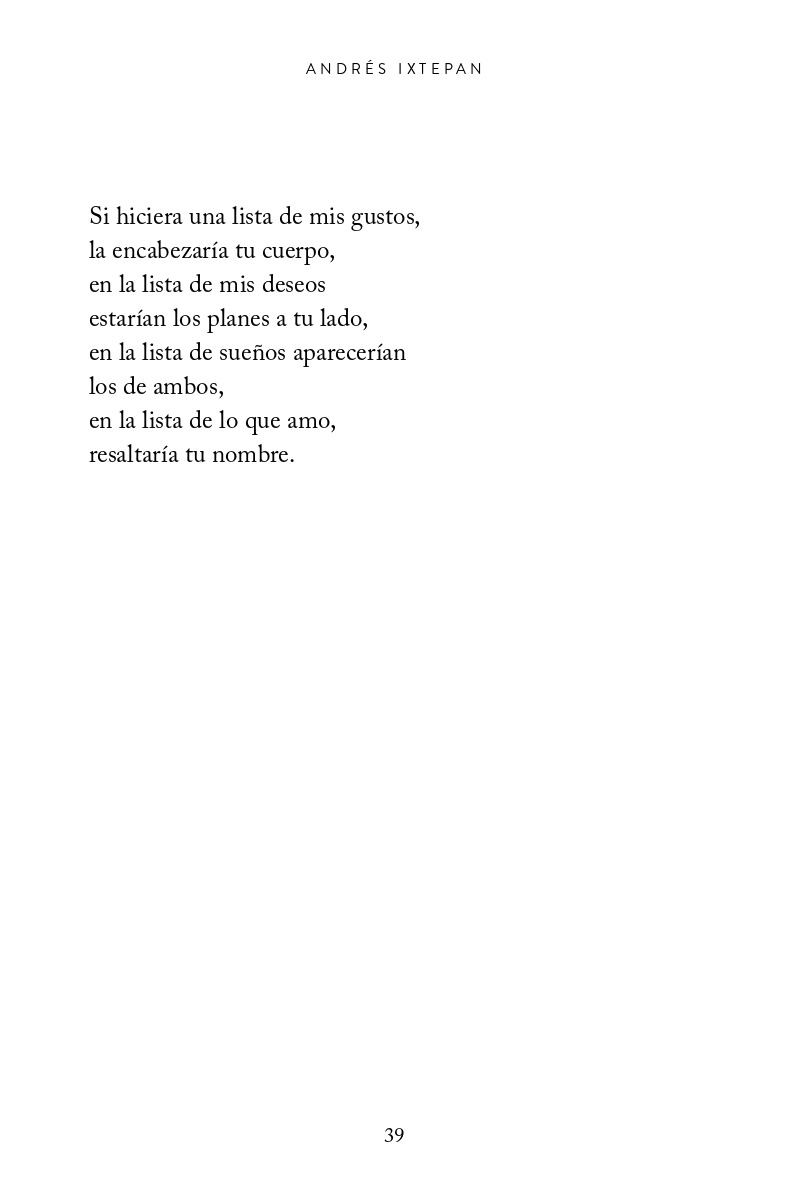 ANDRÉS IXTEPAN
Si hiciera una lista de mis gustos,
la encabezaría tu cuerpo,
en la lista de mis deseos
estarían los planes a tu lado,
en la lista de sueños aparecerían
los de ambos,
en la lista de lo que amo,
resaltaría tu nombre.
39